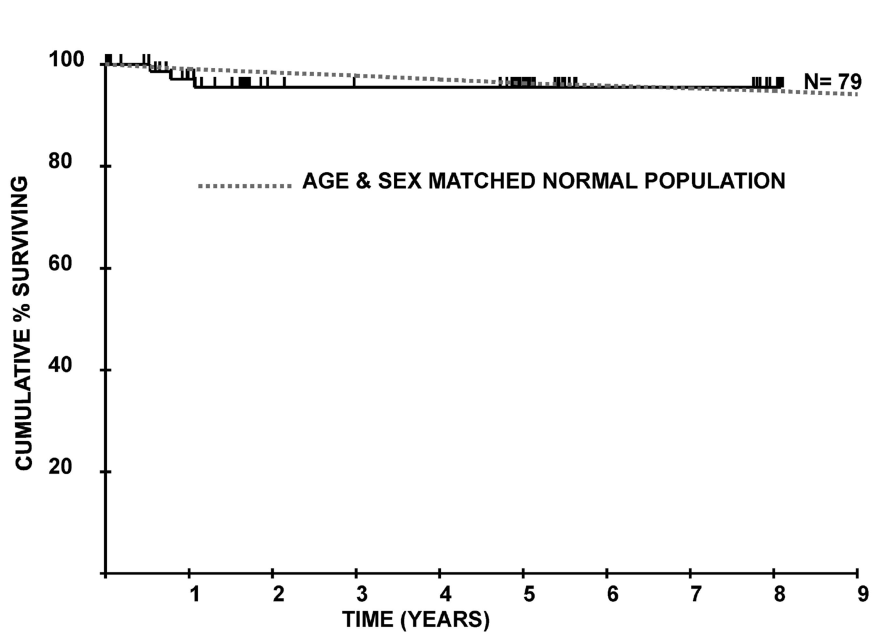 100
N= 79
80
AGE & SEX MATCHED NORMAL POPULATION
60
40
20
CUMULATIVE % SURVIVING
1 2 3 4 5 6 7 8 9
TIME (YEARS)